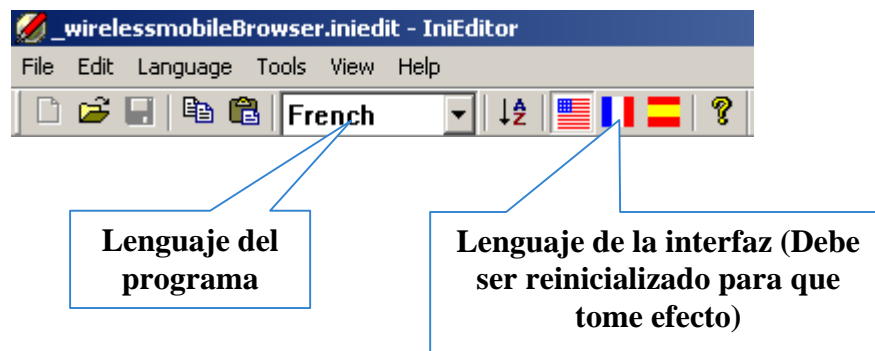 _wirelessmobileBrowser.iniedit - IniEditor
File Edit Language Tools View Help
French
Lenguaje del
programa
Lenguaje de la interfaz (Debe
ser reinicializado para que
tome efecto)